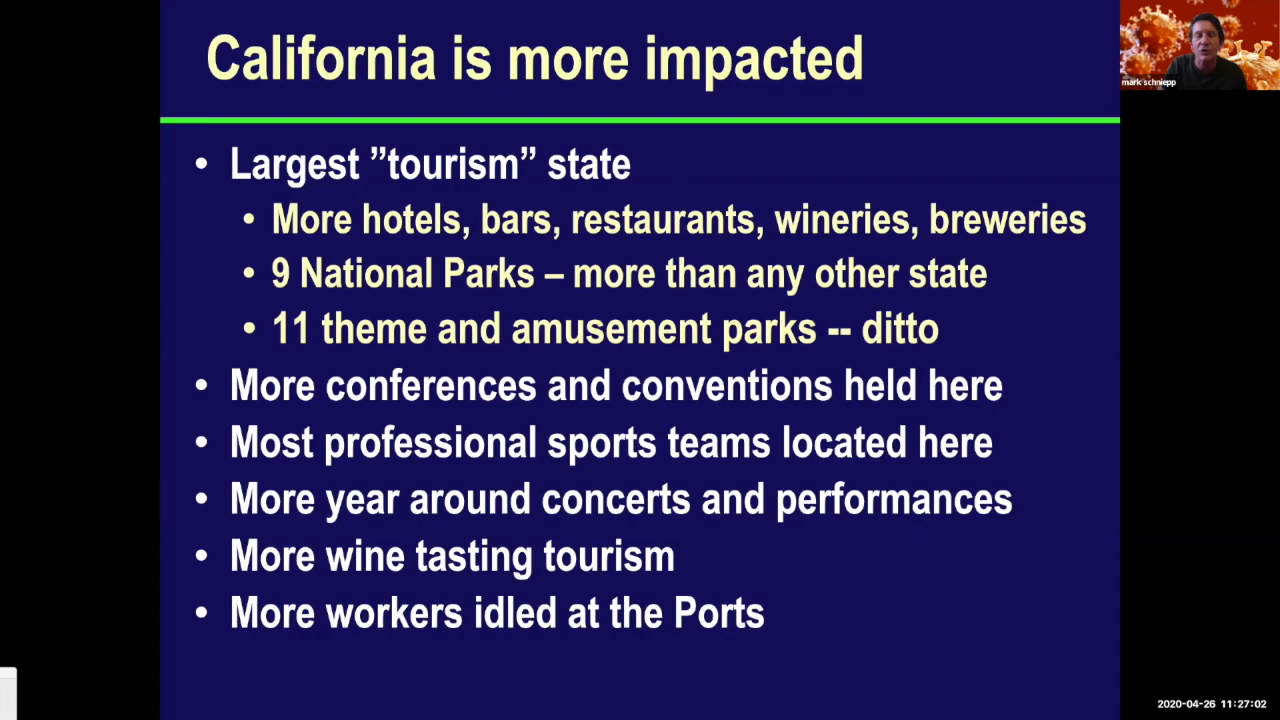 California is more impacted
mark schniepp
• Largest ”tourism” state
• More hotels, bars, restaurants, wineries, breweries
• 9 National Parks – more than any other state
• 11 theme and amusement parks -- ditto
• More conferences and conventions held here
• Most professional sports teams located here
• More year around concerts and performances
• More wine tasting tourism
• More workers idled at the Ports
2020-04-26 11:27:02